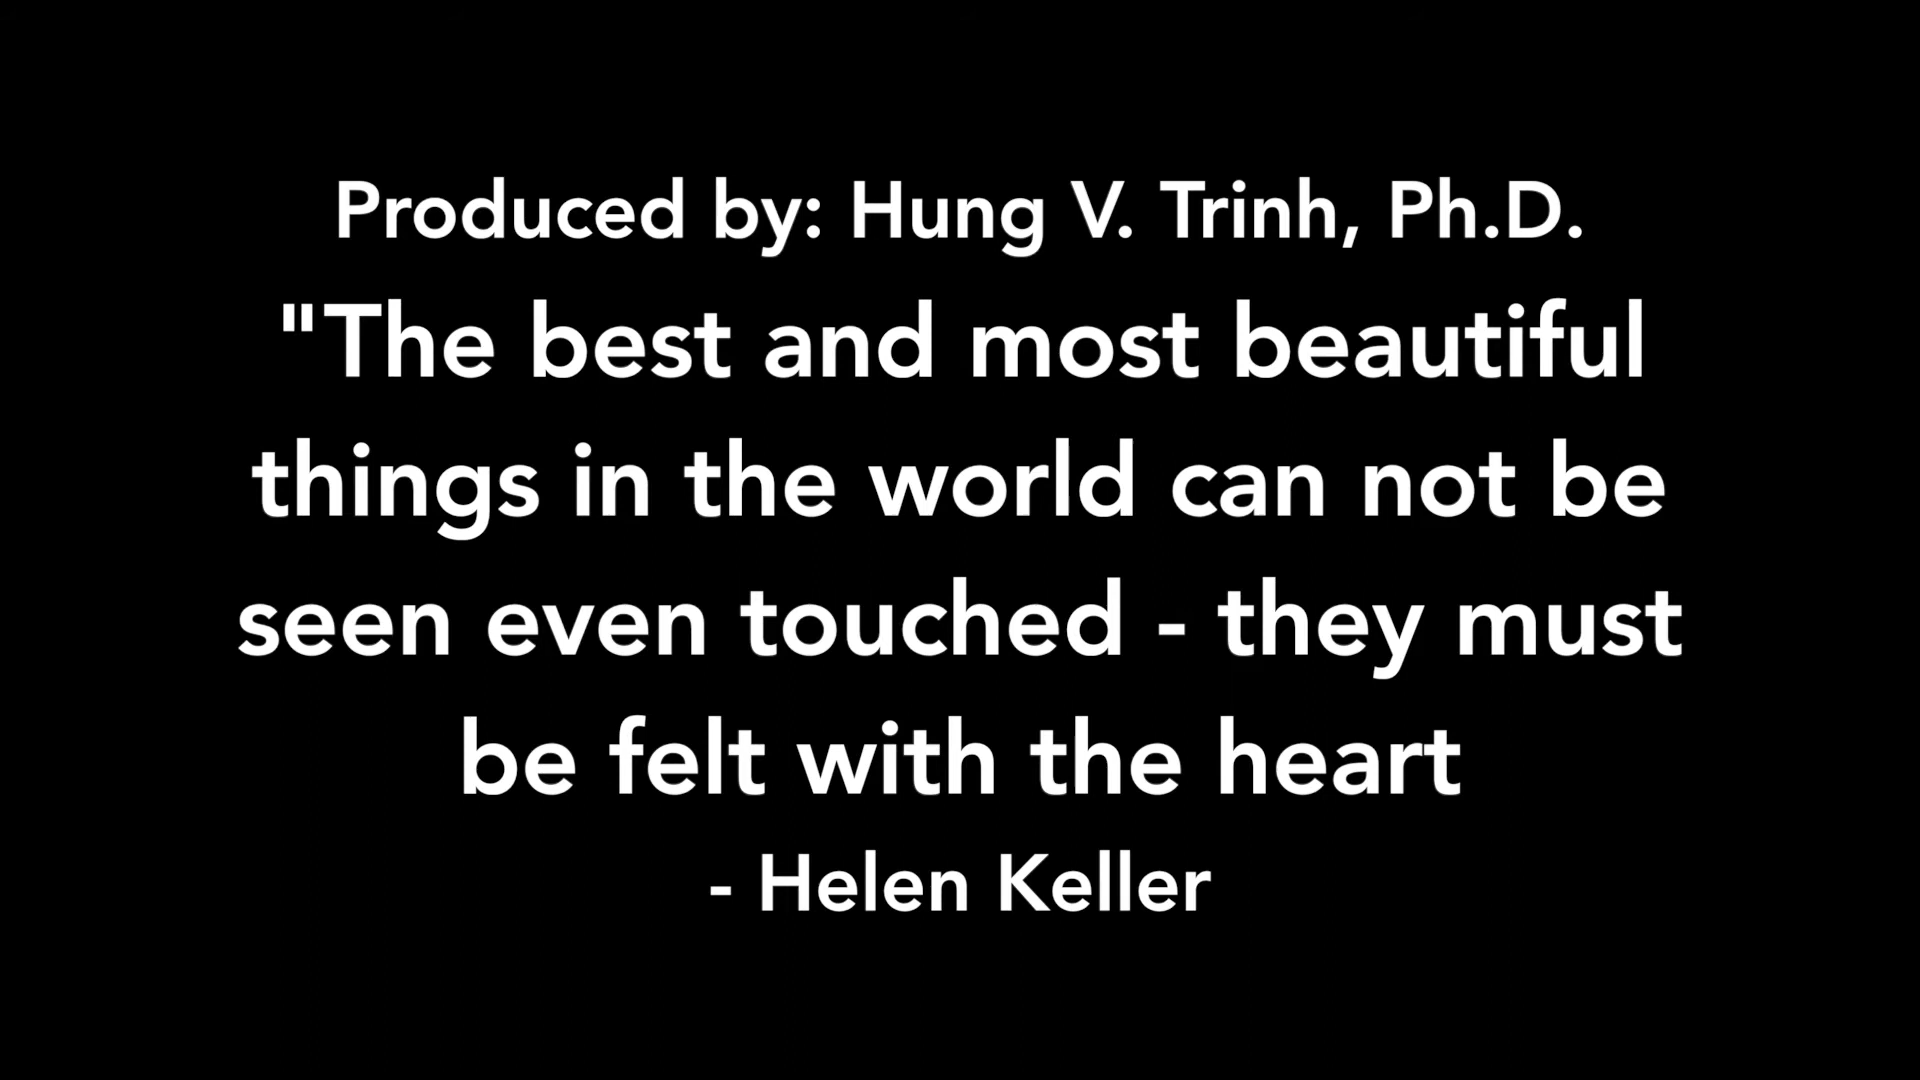 Produced by: Hung V. Trinh, Ph.D.
"The best and most beautiful
things in the world can not be
seen even touched - they must
be felt with the heart
- Helen Keller